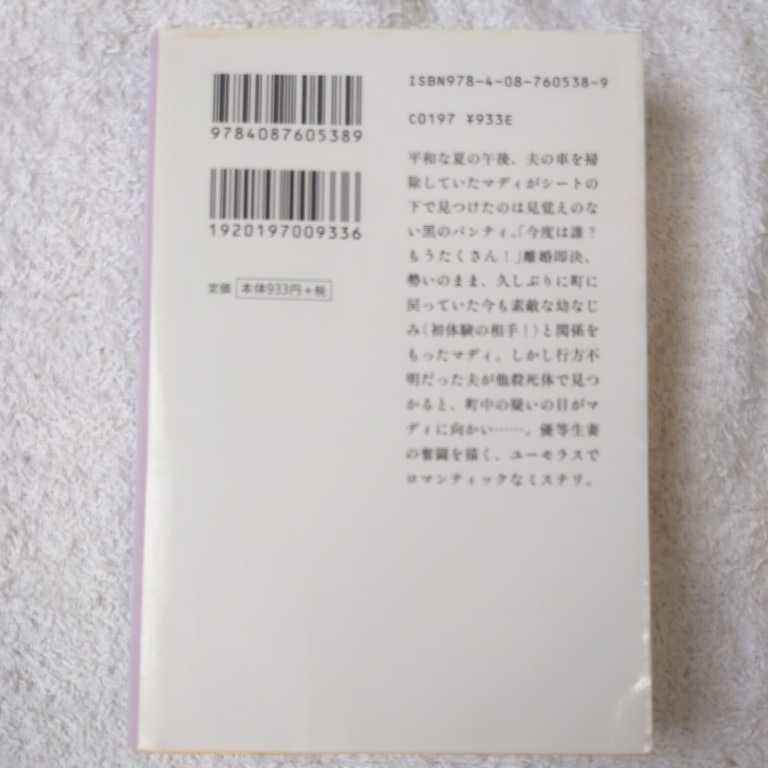 9784087605389
1920197009336
定価 本体933円+税
ISBN978-4-08-760538-9
C0197 ¥933E
平和な夏の午後、夫の車を掃
除していたマディがシートの
下で見つけたのは見覚えのな
い黒のパンティ。「今度は誰?
もうたくさん!」離婚即決、
勢いのまま、久しぶりに町に
戻っていた今も素敵な幼なじ
み(初体験の相手!)と関係を
もったマディ。しかし行方不
明だった夫が他殺死体で見つ
かると、町中の疑いの目がマ
ディに向かい……。優等生妻
の奮闘を描く、ユーモラスで
ロマンティックなミステリ。